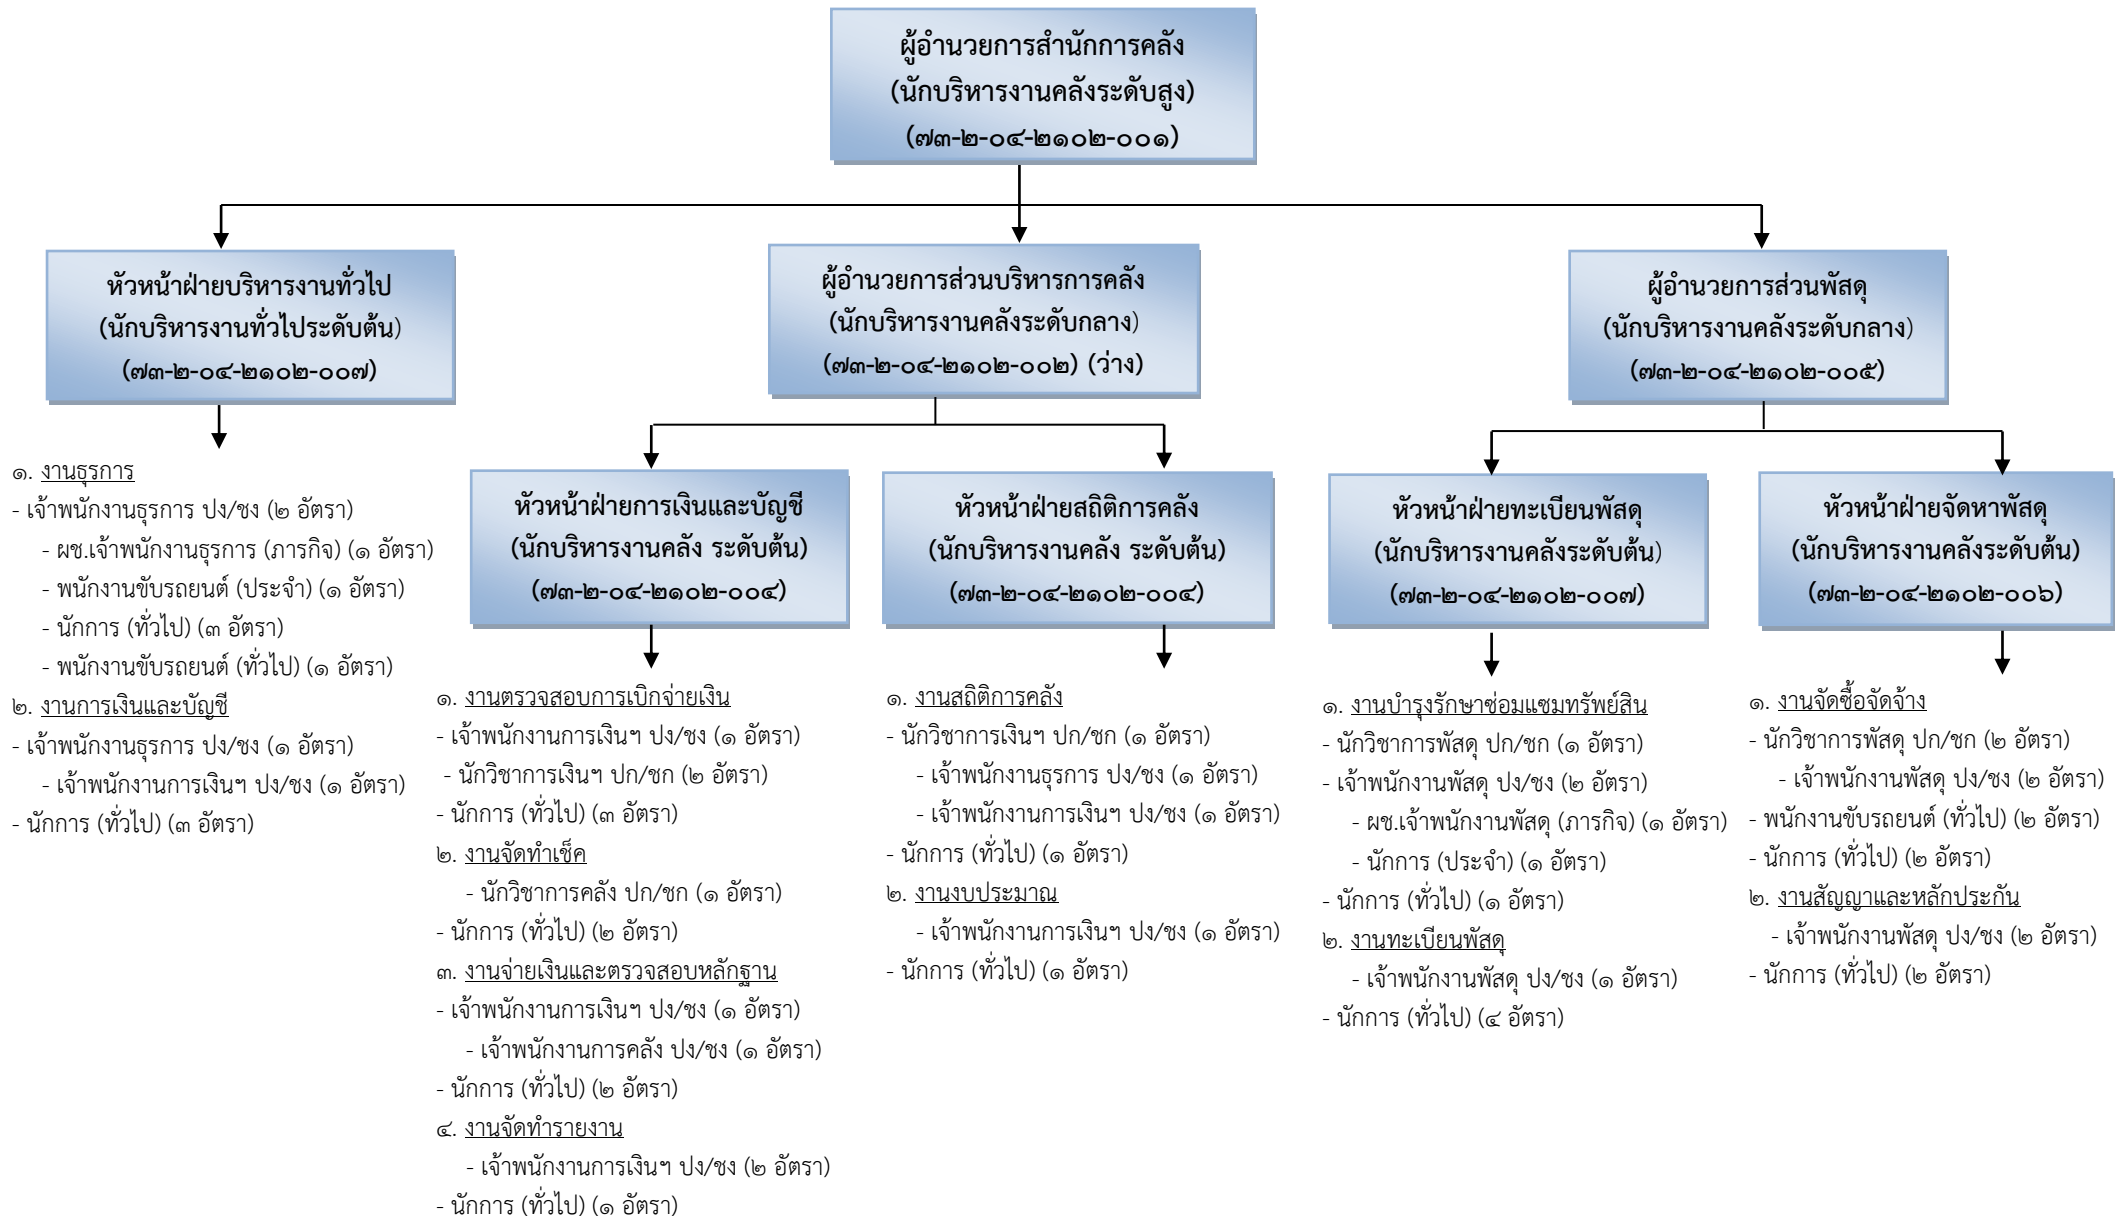 ผู้อำนวยการสำนักการคลัง
(นักบริหารงานคลังระดับสูง)
(๗๓-๒-๐๔-๒๑๐๒-๐๐๑)
หัวหน้าฝ่ายบริหารงานทั่วไป
(นักบริหารงานทั่วไประดับต้น)
(๗๓-๒-๐๔-๒๑๐๒-๐๐๗)
ผู้อำนวยการส่วนบริหารการคลัง
(นักบริหารงานคลังระดับกลาง)
(๗๓-๒-๐๔-๒๑๐๒-๐๐๒) (ว่าง)
ผู้อำนวยการส่วนพัสดุ
(นักบริหารงานคลังระดับกลาง)
(๗๓-๒-๐๔-๒๑๐๒-๐๐๕)
๑. งานธุรการ
- เจ้าพนักงานธุรการ ปง/ชง (๒ อัตรา)
- ผช.เจ้าพนักงานธุรการ (ภารกิจ) (๑ อัตรา)
- พนักงานขับรถยนต์ (ประจำ) (๑ อัตรา)
- นักการ (ทั่วไป) (๓ อัตรา)
- พนักงานขับรถยนต์ (ทั่วไป) (๑ อัตรา)
๒. งานการเงินและบัญชี
- เจ้าพนักงานธุรการ ปง/ชง (๑ อัตรา)
- เจ้าพนักงานการเงินฯ ปง/ชง (๑ อัตรา)
- นักการ (ทั่วไป) (๓ อัตรา)
หัวหน้าฝ่ายการเงินและบัญชี
(นักบริหารงานคลัง ระดับต้น)
(๗๓-๒-๐๔-๒๑๐๒-๐๐๔)
๑. งานตรวจสอบการเบิกจ่ายเงิน
- เจ้าพนักงานการเงินฯ ปง/ชง (๑ อัตรา)
- นักวิชาการเงินฯ ปก/ชก (๒ อัตรา)
- นักการ (ทั่วไป) (๓ อัตรา)
๒. งานจัดทำเช็ค
- นักวิชาการคลัง ปก/ชก (๑ อัตรา)
- นักการ (ทั่วไป) (๒ อัตรา)
๓. งานจ่ายเงินและตรวจสอบหลักฐาน
- เจ้าพนักงานการเงินฯ ปง/ชง (๑ อัตรา)
- เจ้าพนักงานการคลัง ปง/ชง (๑ อัตรา)
- นักการ (ทั่วไป) (๒ อัตรา)
๔. งานจัดทำรายงาน
- เจ้าพนักงานการเงินฯ ปง/ชง (๒ อัตรา)
- นักการ (ทั่วไป) (๑ อัตรา)
หัวหน้าฝ่ายสถิติการคลัง
(นักบริหารงานคลัง ระดับต้น)
(๗๓-๒-๐๔-๒๑๐๒-๐๐๔)
๑. งานสถิติการคลัง
- นักวิชาการเงินฯ ปก/ชก (๑ อัตรา)
- เจ้าพนักงานธุรการ ปง/ชง (๑ อัตรา)
- เจ้าพนักงานการเงินฯ ปง/ชง (๑ อัตรา)
- นักการ (ทั่วไป) (๑ อัตรา)
๒. งานงบประมาณ
- เจ้าพนักงานการเงินฯ ปง/ชง (๑ อัตรา)
- นักการ (ทั่วไป) (๑ อัตรา)
หัวหน้าฝ่ายทะเบียนพัสดุ
(นักบริหารงานคลังระดับต้น)
(๗๓-๒-๐๔-๒๑๐๒-๐๐๗)
๑. งานบำรุงรักษาซ่อมแซมทรัพย์สิน
- นักวิชาการพัสดุ ปก/ชก (๑ อัตรา)
- เจ้าพนักงานพัสดุ ปง/ชง (๒ อัตรา)
- ผช.เจ้าพนักงานพัสดุ (ภารกิจ) (๑ อัตรา)
- นักการ (ประจำ) (๑ อัตรา)
- นักการ (ทั่วไป) (๑ อัตรา)
๒. งานทะเบียนพัสดุ
- เจ้าพนักงานพัสดุ ปง/ชง (๑ อัตรา)
- นักการ (ทั่วไป) (๔ อัตรา)
หัวหน้าฝ่ายจัดหาพัสดุ
(นักบริหารงานคลังระดับต้น)
(๗๓-๒-๐๔-๒๑๐๒-๐๐๖)
๑. งานจัดซื้อจัดจ้าง
- นักวิชาการพัสดุ ปก/ชก (๒ อัตรา)
- เจ้าพนักงานพัสดุ ปง/ชง (๒ อัตรา)
- พนักงานขับรถยนต์ (ทั่วไป) (๒ อัตรา)
- นักการ (ทั่วไป) (๒ อัตรา)
๒. งานสัญญาและหลักประกัน
- เจ้าพนักงานพัสดุ ปง/ชง (๒ อัตรา)
- นักการ (ทั่วไป) (๒ อัตรา)